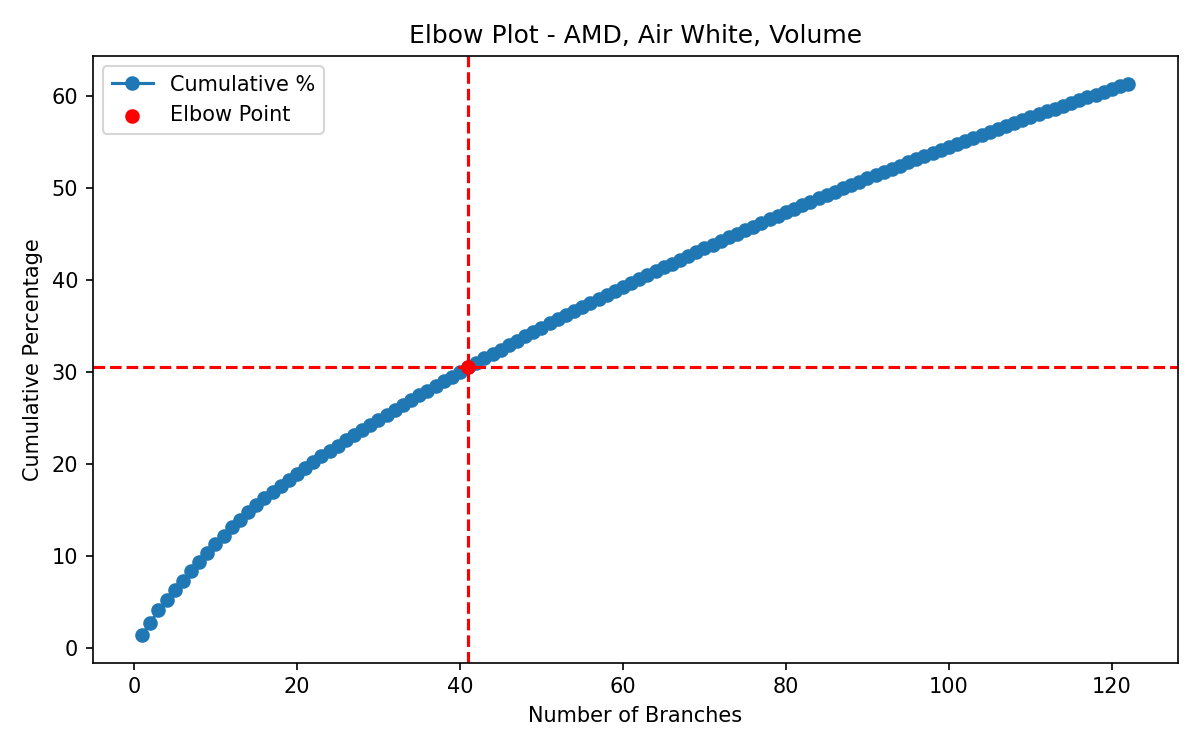 Elbow Plot - AMD, Air White, Volume
Cumulative %
Elbow Point
Cumulative Percentage
60
50
40
30
20
10
0
0 20 40 60 80 100 120
Number of Branches